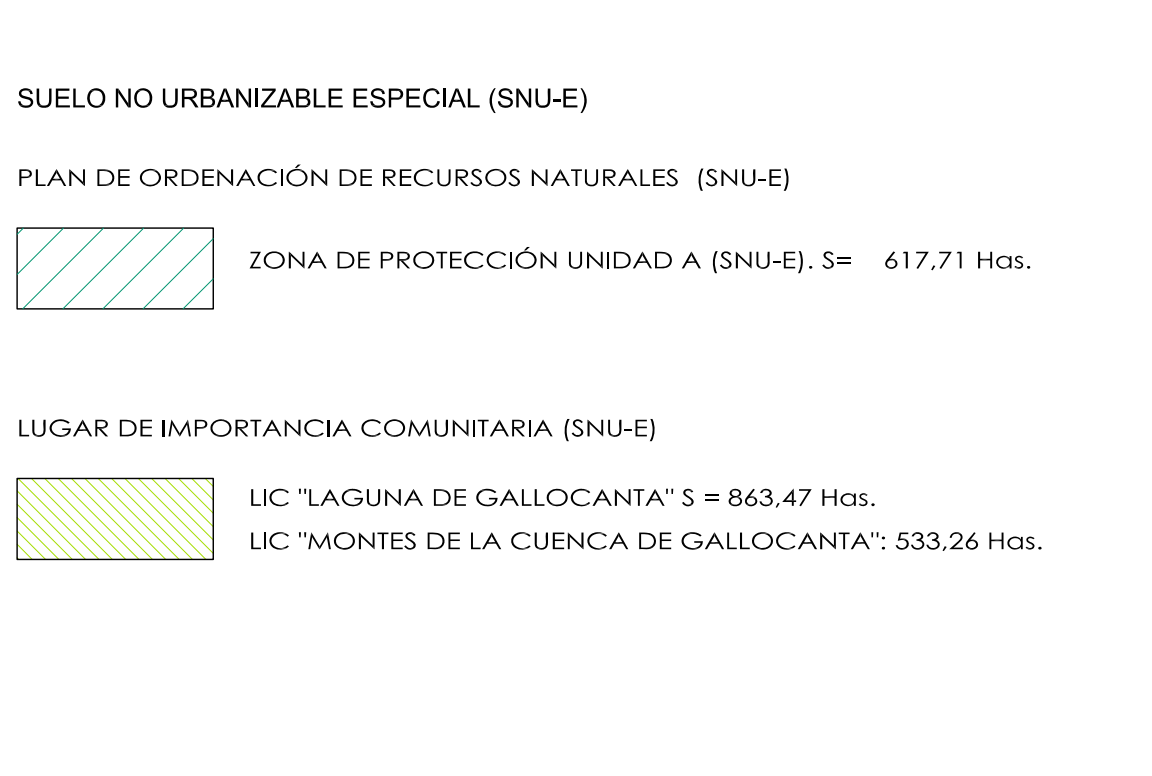 SUELO NO URBANIZABLE ESPECIAL (SNU-E)
PLAN DE ORDENACIÓN DE RECURSOS NATURALES (SNU-E)
ZONA DE PROTECCIÓN UNIDAD A (SNU-E). S= 617,71 Has.
LUGAR DE IMPORTANCIA COMUNITARIA (SNU-E)
LIC "LAGUNA DE GALLOCANTA" S = 863,47 Has.
LIC "MONTES DE LA CUENCA DE GALLOCANTA": 533,26 Has.